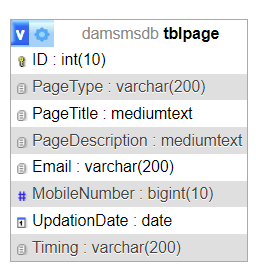 v damsmsdb tblpage
ID : int(10)
PageType : varchar(200)
PageTitle : mediumtext
PageDescription : mediumtext
Email : varchar(200)
# MobileNumber : bigint(10)
UpdationDate : date
Timing : varchar(200)